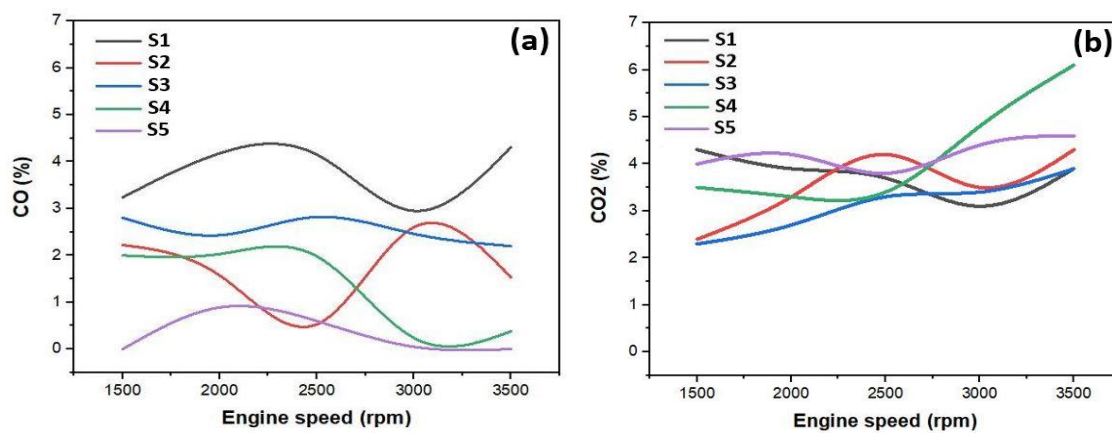 (a)
S1
S2
S3
S4
S5
CO (%)
7
6
5
4
3
2
1
0
1500 2000 2500 3000 3500
Engine speed (rpm)
(b)
S1
S2
S3
S4
S5
CO2 (%)
7
6
5
4
3
2
1
0
1500 2000 2500 3000 3500
Engine speed (rpm)